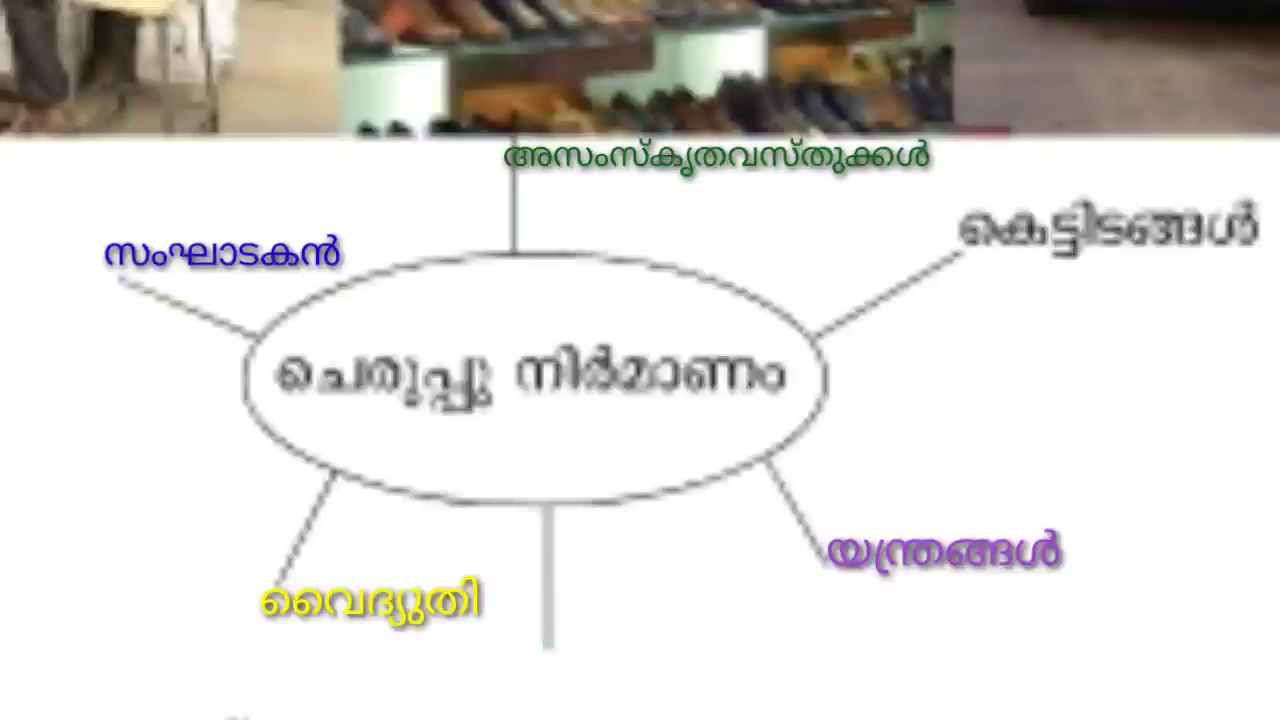 അസംസ്കൃതവസ്തുക്കൾ
കെട്ടിടങ്ങൾ
സംഘാടകൻ
ചെരുപ്പു നിർമാണം
യന്ത്രങ്ങൾ
വൈദ്യുതി